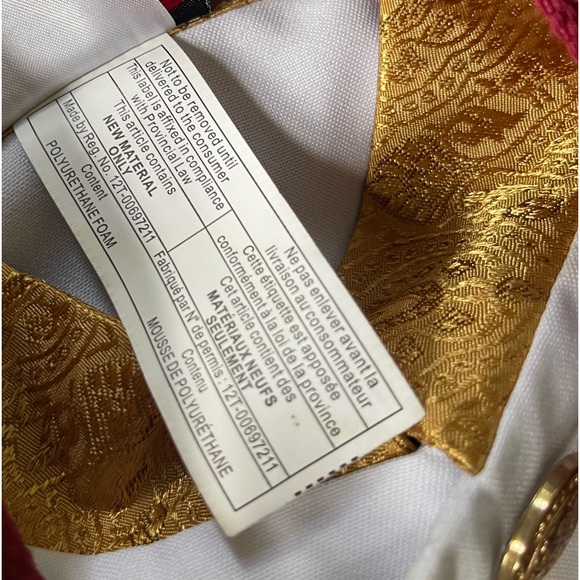 Not to be removed until
delivered to the consumer
This label is affixed in compliance
with Provincial Law
This article contains
NEW MATERIAL
ONLY
Made by Reg. No. 12T-00697211
Content
POLYURETHANE FOAM
Ne pas enlever avant la
livraison au consommateur
Cette étiquette est apposée
conformément à la loi de la province
Cet article contient des
MATÉRIAUX NEUFS
SEULEMENT
Fabriqué par N° de permis : 12T-00697211
Contenu
MOUSSE DE POLYURÉTHANE